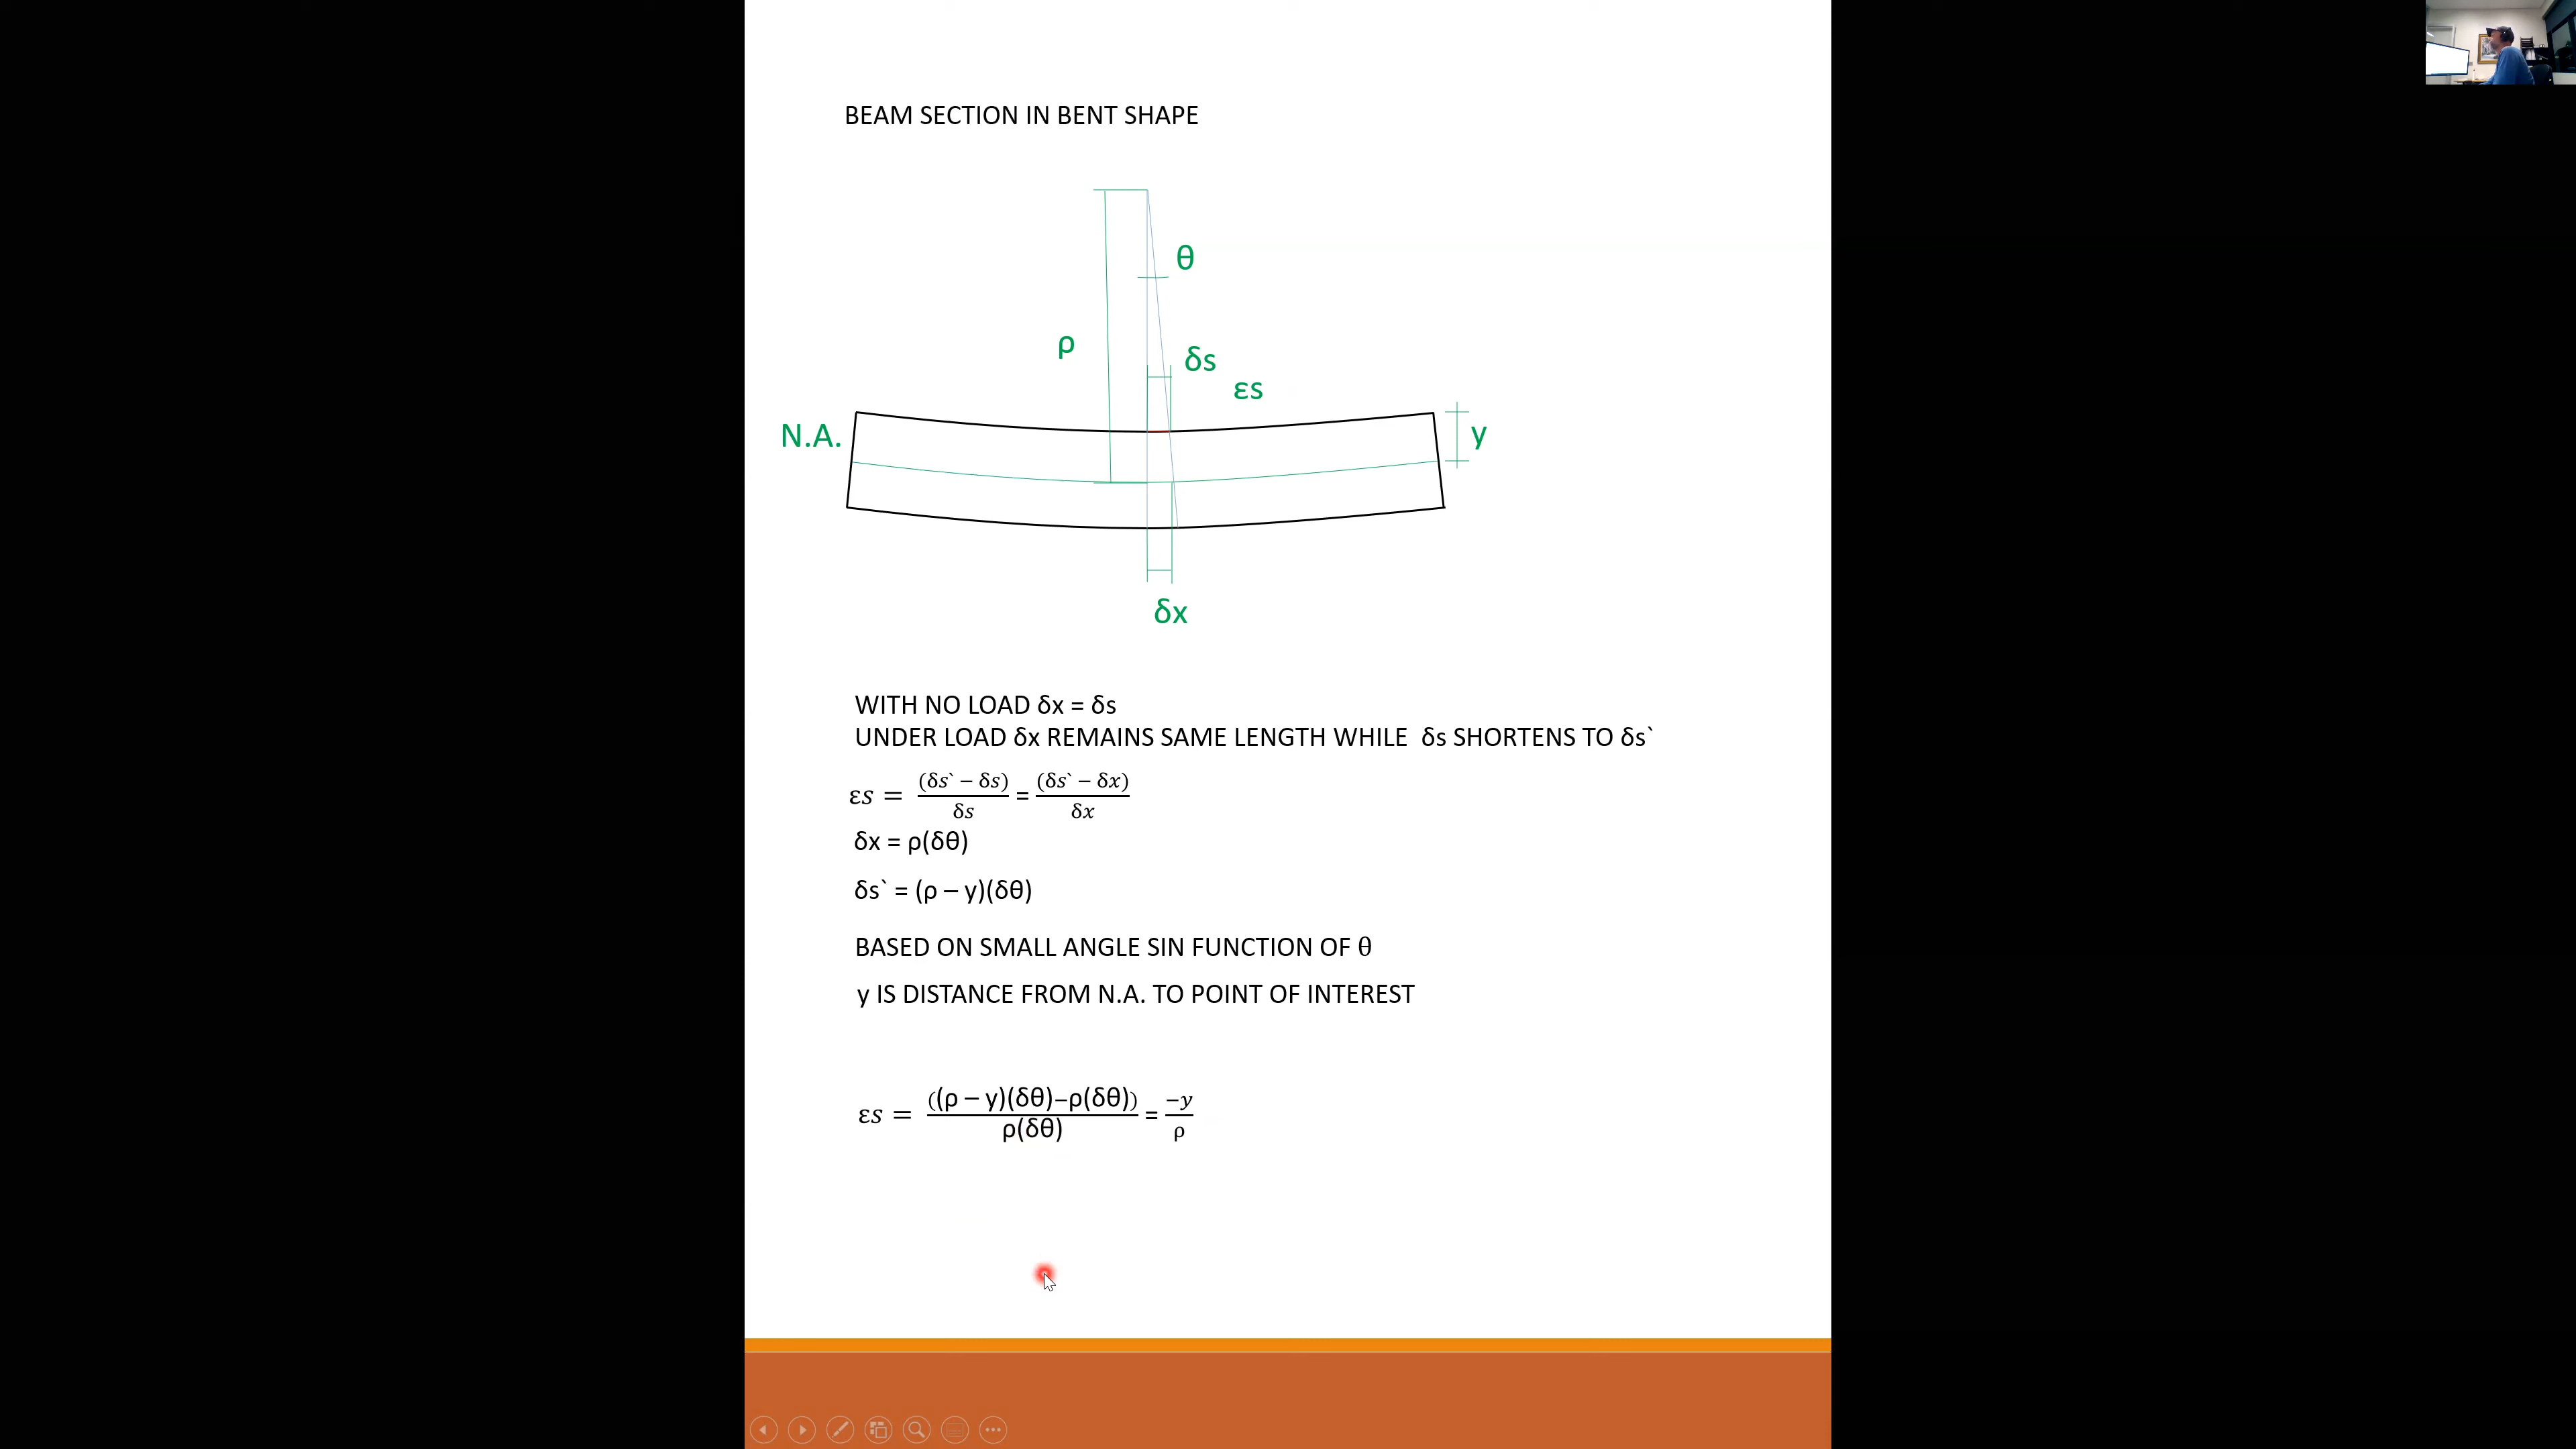 BEAM SECTION IN BENT SHAPE
θ
ρ
δs
εs
N.A.
y
δx
WITH NO LOAD δx = δs
UNDER LOAD δx REMAINS SAME LENGTH WHILE δs SHORTENS TO δs`
εs = (δs` − δs)/δs = (δs` − δx)/δx
δx = ρ(δθ)
δs` = (ρ – y)(δθ)
BASED ON SMALL ANGLE SIN FUNCTION OF θ
y IS DISTANCE FROM N.A. TO POINT OF INTEREST
εs = ((ρ – y)(δθ)−ρ(δθ))/ρ(δθ) = −y/ρ